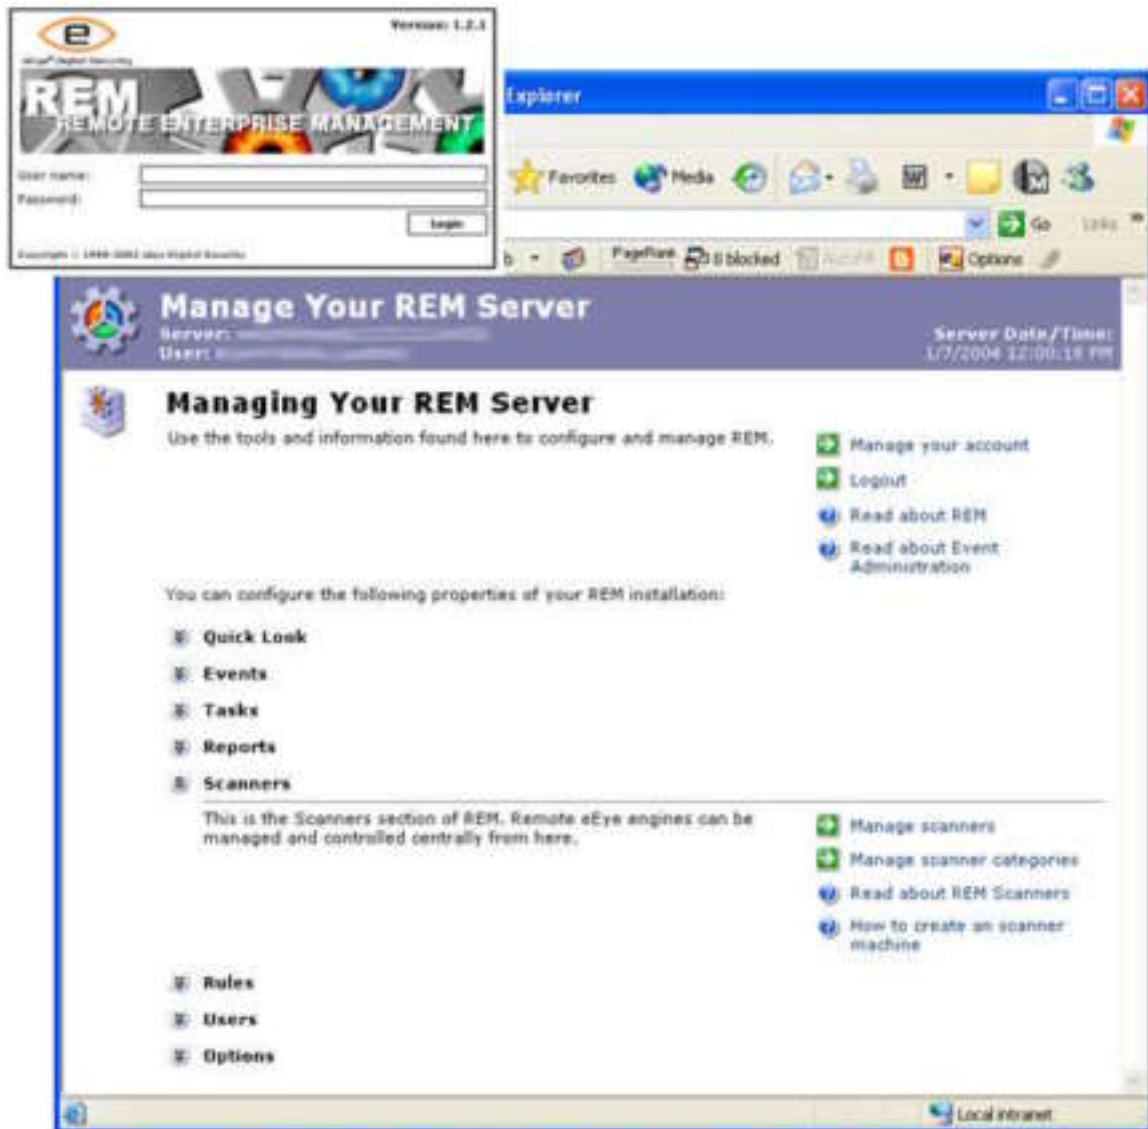 Version: 1.2.1
e
eEye® Digital Security
REM
REMOTE ENTERPRISE MANAGEMENT
User name:
Password:
Login
Explorer
Favorites Media
Go Links »
PageRank 0 blocked Options
Manage Your REM Server
Server:
User:
Server Date/Time:
1/7/2004 12:00:18 PM
Managing Your REM Server
Use the tools and information found here to configure and manage REM.
Manage your account
Logout
Read about REM
Read about Event
Administration
You can configure the following properties of your REM installation:
Quick Look
Events
Tasks
Reports
Scanners
This is the Scanners section of REM. Remote eEye engines can be
managed and controlled centrally from here.
Manage scanners
Manage scanner categories
Read about REM Scanners
How to create an scanner
machine
Rules
Users
Options
Local intranet